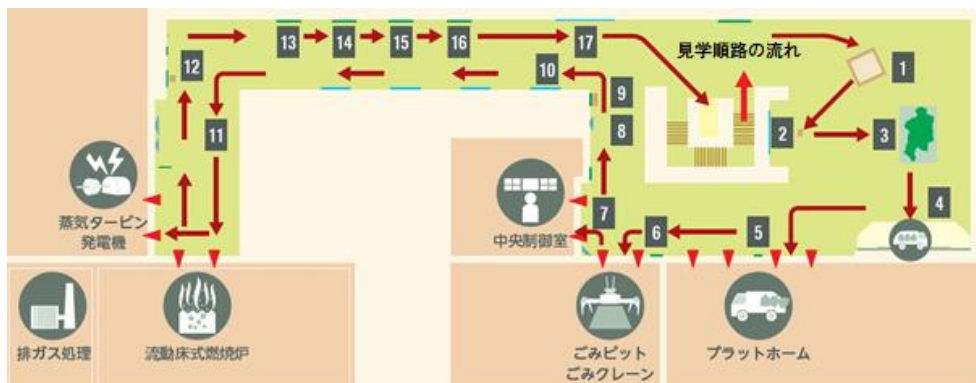 13
14
15
16
17
見学順路の流れ
1
12
10
9
8
2
3
11
4
蒸気タービン
発電機
中央制御室
7
6
5
排ガス処理
流動床式燃焼炉
ごみピット
ごみクレーン
プラットホーム